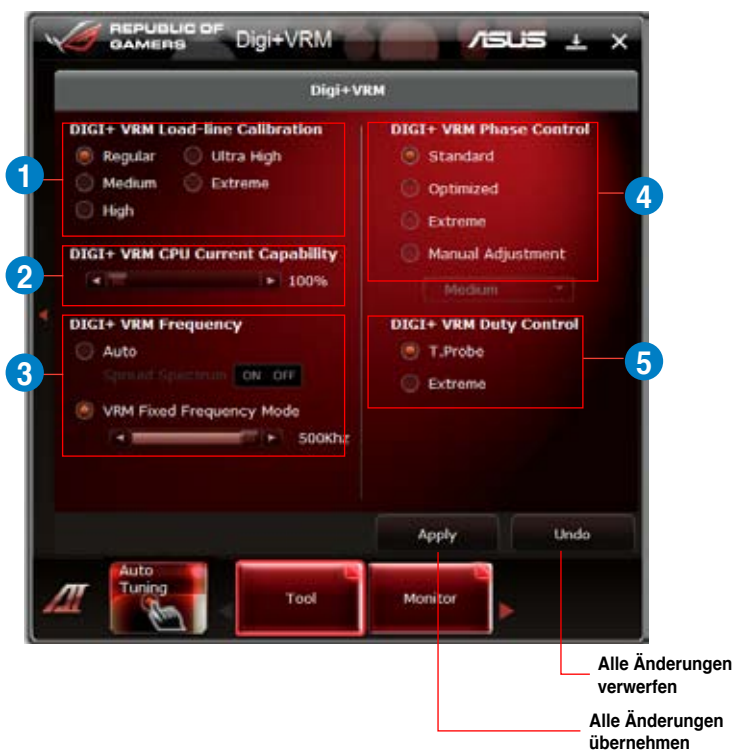 REPUBLIC OF
GAMERS
Digi+VRM
ASUS
Digi+VRM
1
DIGI+ VRM Load-line Calibration
Regular
Ultra High
Medium
Extreme
High
2
DIGI+ VRM CPU Current Capability
100%
3
DIGI+ VRM Frequency
Auto
Spread Spectrum
ON OFF
VRM Fixed Frequency Mode
500Khz
4
DIGI+ VRM Phase Control
Standard
Optimized
Extreme
Manual Adjustment
Medium
5
DIGI+ VRM Duty Control
T.Probe
Extreme
Apply
Undo
AI
Auto
Tuning
Tool
Monitor
Alle Änderungen
verwerfen
Alle Änderungen
übernehmen